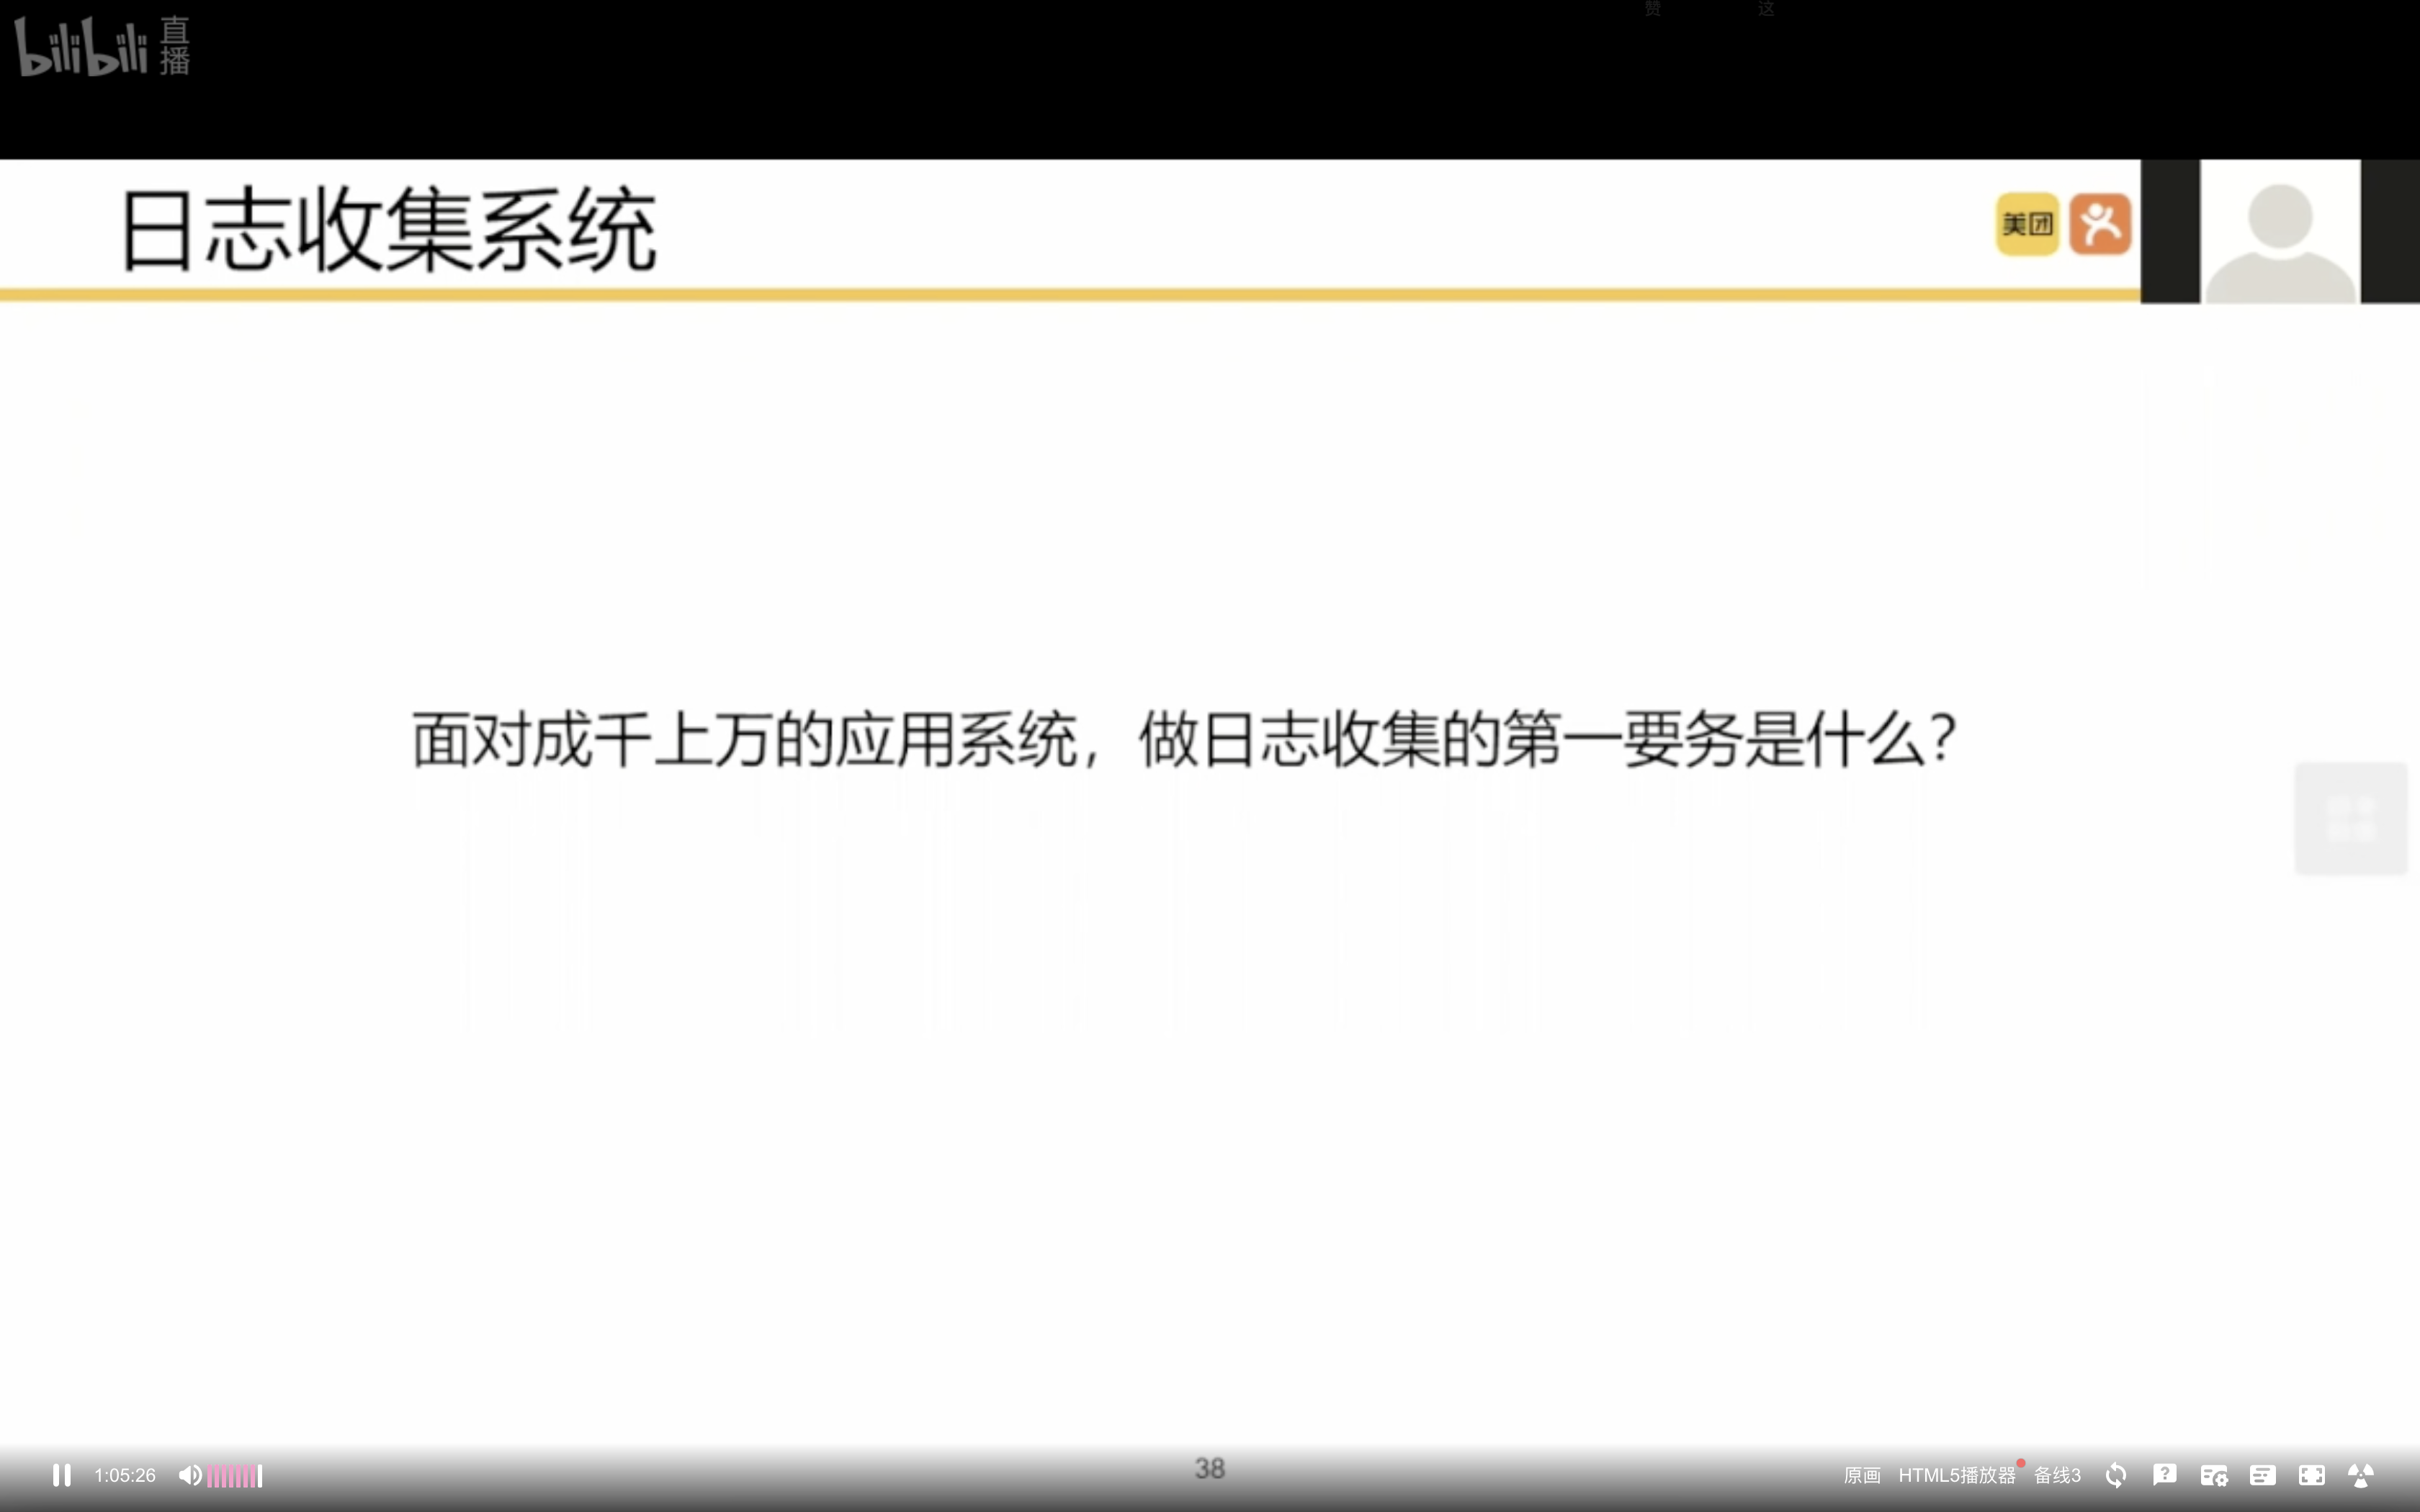 赞 这
bilibili 直播
日志收集系统
美团
面对成千上万的应用系统，做日志收集的第一要务是什么？
38
1:05:26
原画 HTML5播放器 备线3